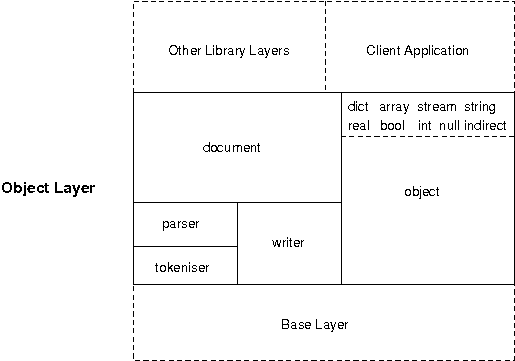 Other Library Layers
Client Application
dict array stream string
real bool int null indirect
document
Object Layer
object
parser
writer
tokeniser
Base Layer